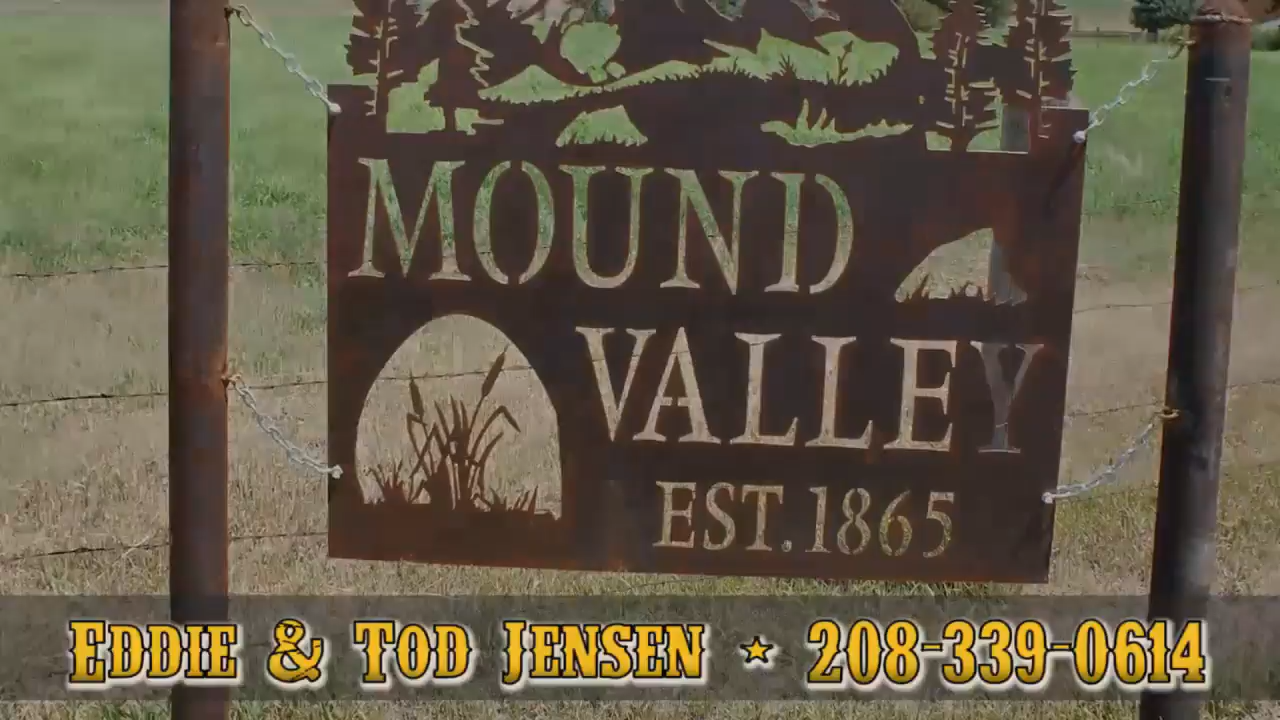 MOUND
VALLEY
EST. 1865
EDDIE & TOD JENSEN ★ 208-339-0614